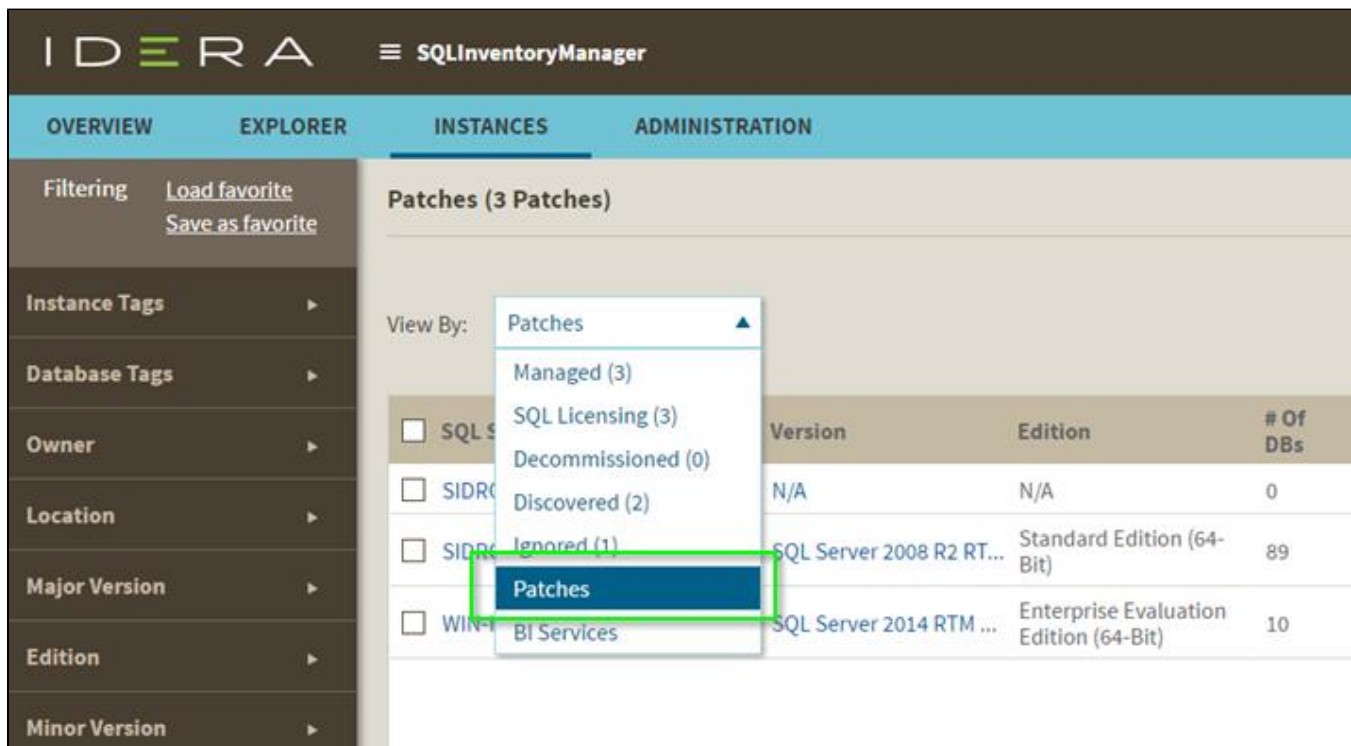 IDERA
SQLInventoryManager
OVERVIEW EXPLORER INSTANCES ADMINISTRATION
Filtering Load favorite
Save as favorite
Instance Tags
Database Tags
Owner
Location
Major Version
Edition
Minor Version
Patches (3 Patches)
View By: Patches
Managed (3)
SQL Licensing (3)
Decommissioned (0)
Discovered (2)
Ignored (1)
Patches
BI Services
SQL Version Edition # Of
DBs
N/A N/A 0
SQL Server 2008 R2 RT... Standard Edition (64-
Bit) 89
SQL Server 2014 RTM ... Enterprise Evaluation
Edition (64-Bit) 10